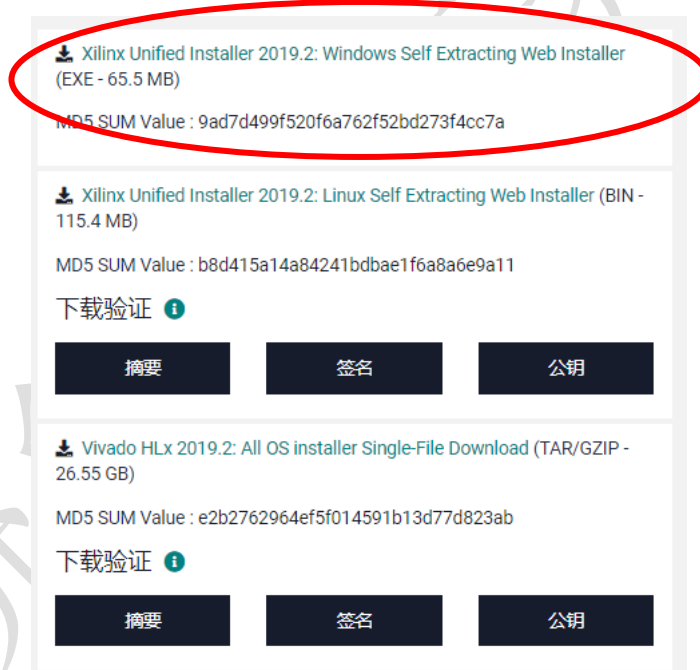 Xilinx Unified Installer 2019.2: Windows Self Extracting Web Installer
(EXE - 65.5 MB)
MD5 SUM Value : 9ad7d499f520f6a762f52bd273f4cc7a
Xilinx Unified Installer 2019.2: Linux Self Extracting Web Installer (BIN -
115.4 MB)
MD5 SUM Value : b8d415a14a84241bdbae1f6a8a6e9a11
下载验证
摘要 签名 公钥
Vivado HLx 2019.2: All OS installer Single-File Download (TAR/GZIP -
26.55 GB)
MD5 SUM Value : e2b2762964ef5f014591b13d77d823ab
下载验证
摘要 签名 公钥